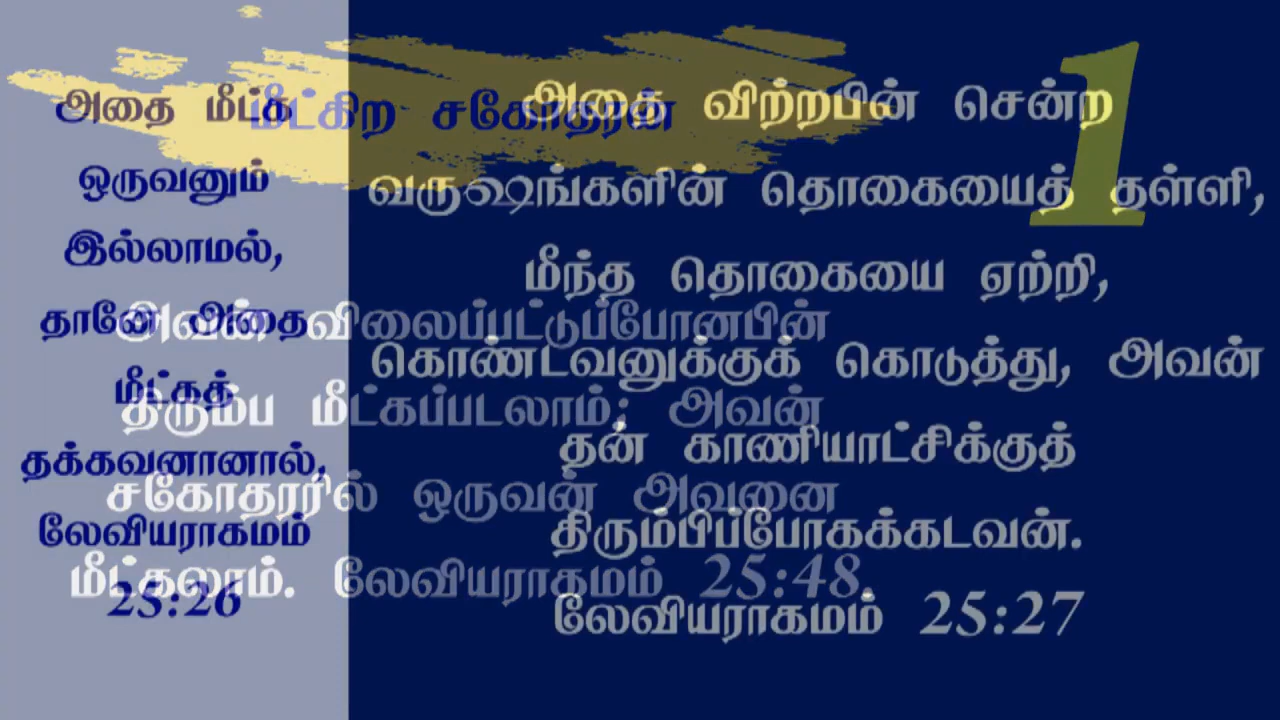 மீட்கிற சகோதரன்
1
அதை மீட்க
ஒருவனும்
இல்லாமல்,
தானே அதை
மீட்கத்
தக்கவனானால்,
லேவியராகமம்
25:26
அதை விற்றபின் சென்ற
வருஷங்களின் தொகையைத் தள்ளி,
மீந்த தொகையை ஏற்றி,
கொண்டவனுக்குக் கொடுத்து, அவன்
தன் காணியாட்சிக்குத்
திரும்பிப்போகக்கடவன்.
லேவியராகமம் 25:27
அவன் விலைப்பட்டுப்போனபின்
திரும்ப மீட்கப்படலாம்; அவன்
சகோதரரில் ஒருவன் அவனை
மீட்கலாம். லேவியராகமம் 25:48.